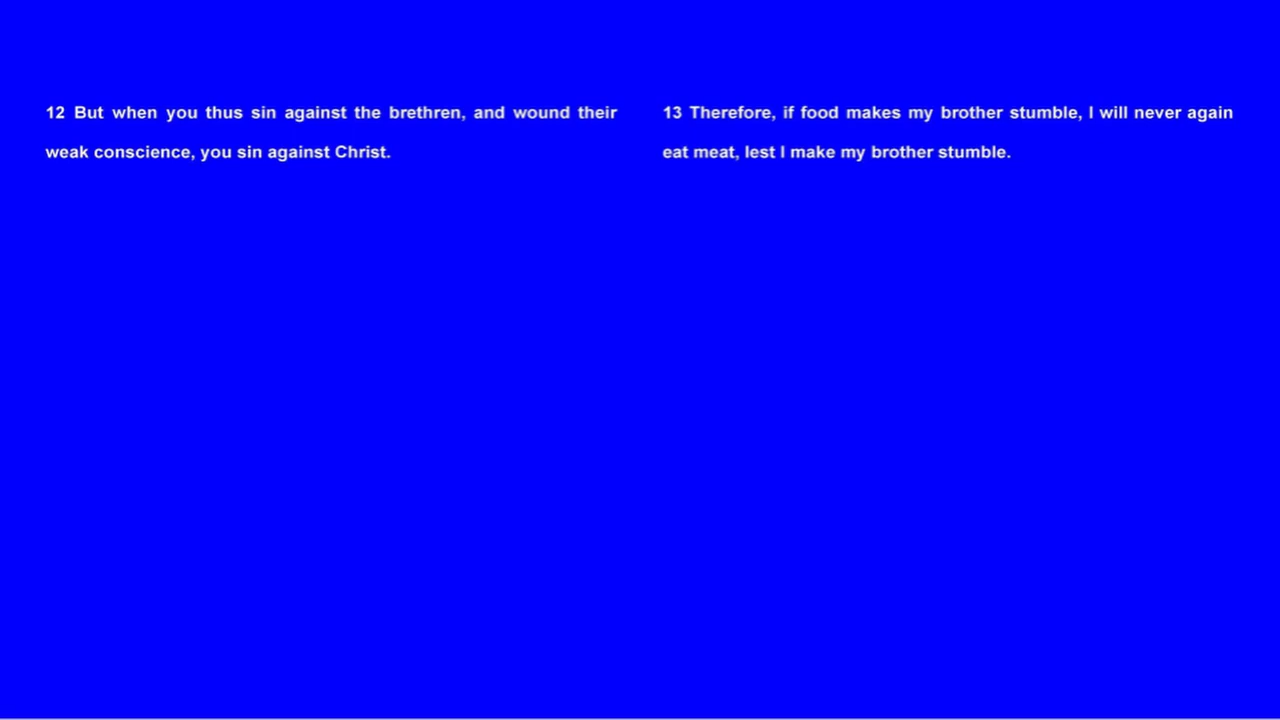 12 But when you thus sin against the brethren, and wound their
weak conscience, you sin against Christ.
13 Therefore, if food makes my brother stumble, I will never again
eat meat, lest I make my brother stumble.